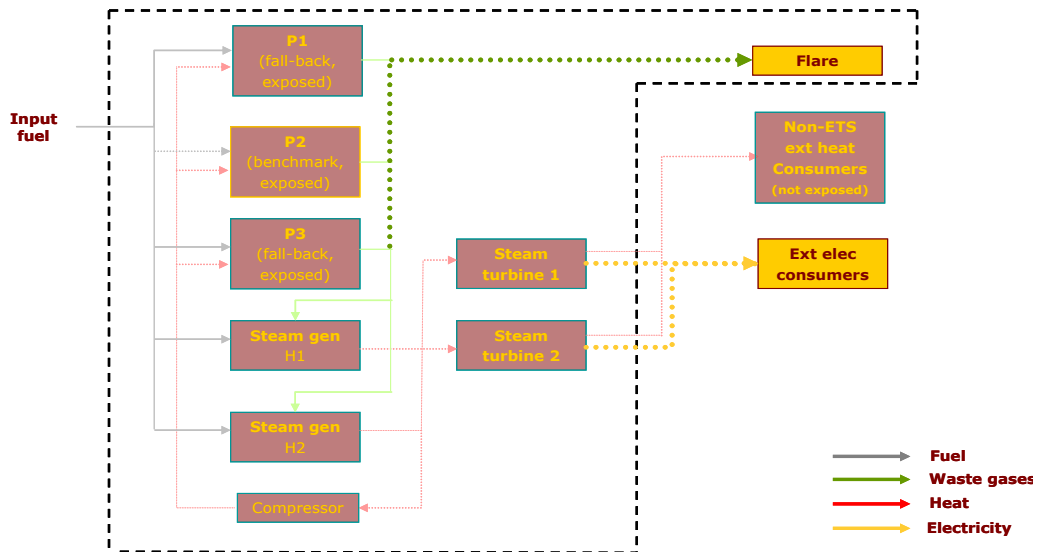 P1
(fall-back,
exposed)
Flare
Input
fuel
P2
(benchmark,
exposed)
Non-ETS
ext heat
Consumers
(not exposed)
P3
(fall-back,
exposed)
Steam
turbine 1
Ext elec
consumers
Steam gen
H1
Steam
turbine 2
Steam gen
H2
Compressor
Fuel
Waste gases
Heat
Electricity